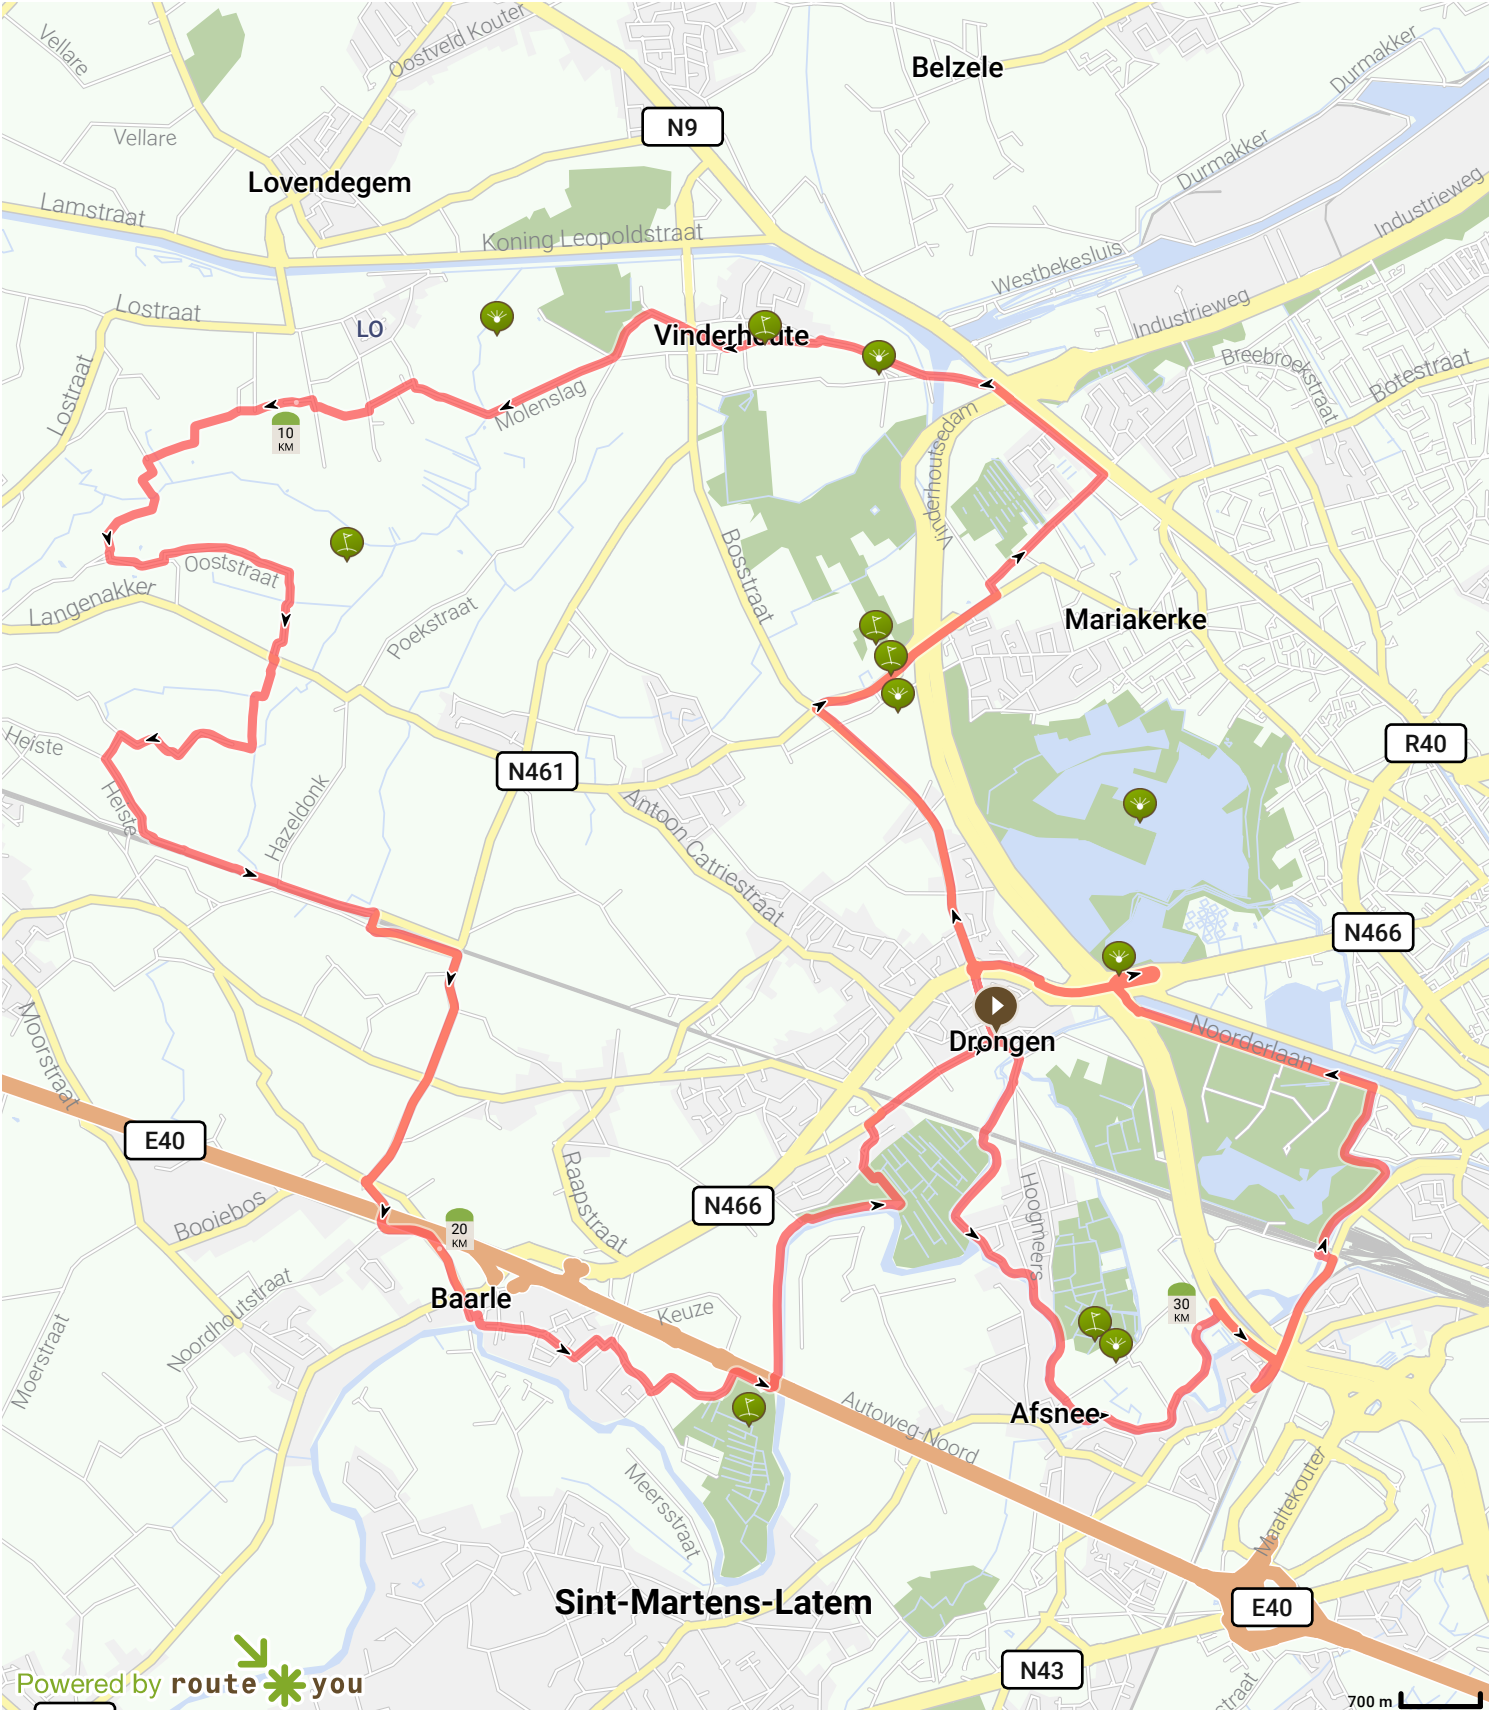 Vellare
Oostveld Kouter
Belzele
Durmakker
N9
Vellare
Durmakker
Lovendegem
Industrieweg
Lamstraat
Koning Leopoldstraat
Westbekesluis
Lostraat
LO
Industrieweg
Vinderhoute
Breebroekstraat
Botestraat
Lostraat
Molenslag
10
KM
Vinderhoutsedam
Ooststraat
Langenakker
Bosstraat
Poekstraat
Mariakerke
Heiste
R40
N461
Heiste
Hazeldonk
Antoon Catriestraat
N466
Moorstraat
Drongen
Noorderlaan
E40
Raapstraat
N466
Hoogmeers
Booiebos
20
KM
Noordhoutstraat
Baarle
Keuze
30
KM
Moerstraat
Autoweg-Noord
Afsnee
Meersstraat
Maaltekouter
Sint-Martens-Latem
E40
N43
straat
Powered by route you
700 m